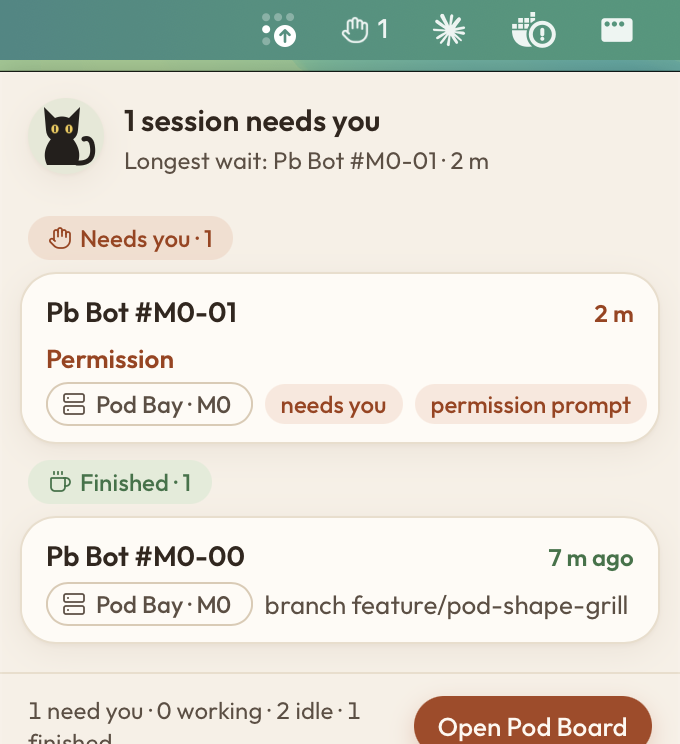 1
1 session needs you
Longest wait: Pb Bot #M0-01 · 2 m
Needs you · 1
Pb Bot #M0-01 2 m
Permission
Pod Bay · M0 needs you permission prompt
Finished · 1
Pb Bot #M0-00 7 m ago
Pod Bay · M0 branch feature/pod-shape-grill
1 need you · 0 working · 2 idle · 1
finished
Open Pod Board